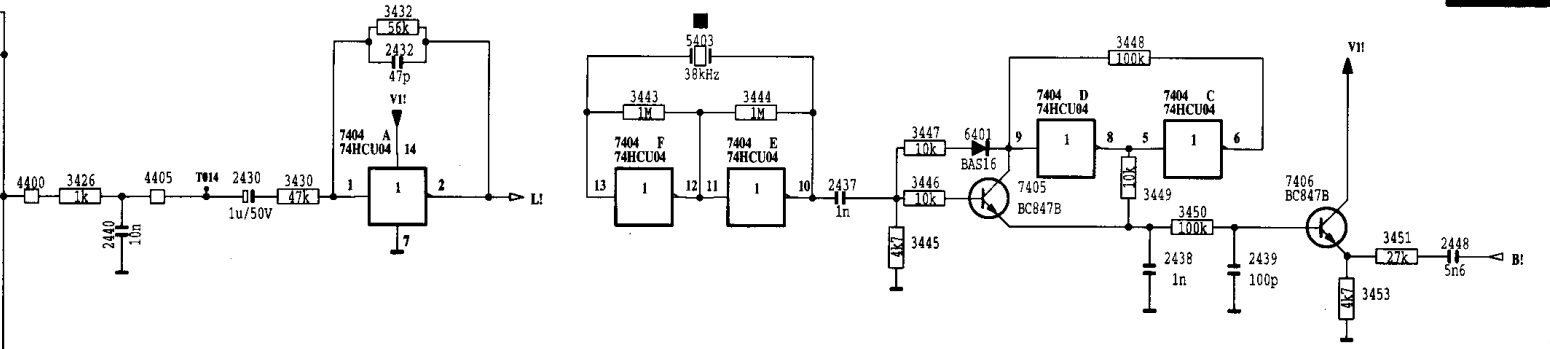 3432
56k
2432
47p
V1!
7404 A
74HCU04
14
1
1
2
7
L!
4400
3426
1k
2440
10n
4405
T014
2430
1u/50V
3430
47k
5403
38kHz
3443
1M
3444
1M
7404 F
74HCU04
13
1
12
7404 E
74HCU04
11
1
10
2437
1n
3447
10k
3446
10k
3445
4k7
6401
BAS16
7405
BC847B
3448
100k
7404 D
74HCU04
9
1
8
7404 C
74HCU04
5
1
6
10k
3449
3450
100k
2438
1n
2439
100p
V1!
7406
BC847B
3451
27k
2448
5n6
B!
4k7
3453